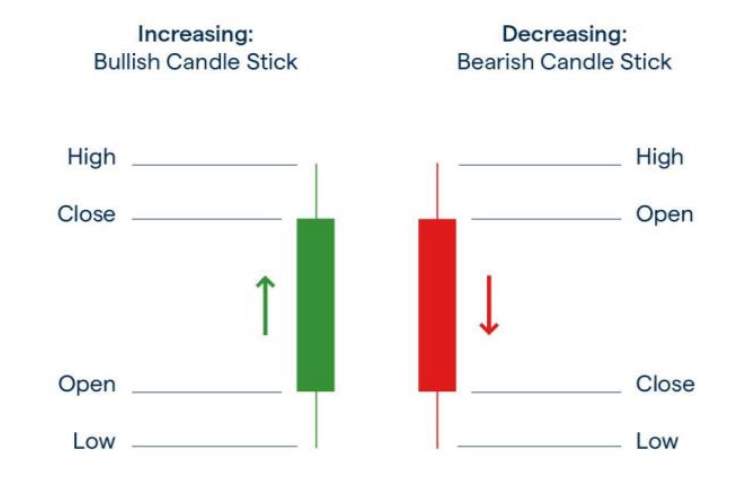 Increasing:
Bullish Candle Stick
Decreasing:
Bearish Candle Stick
High
Close
Open
Low
High
Open
Close
Low